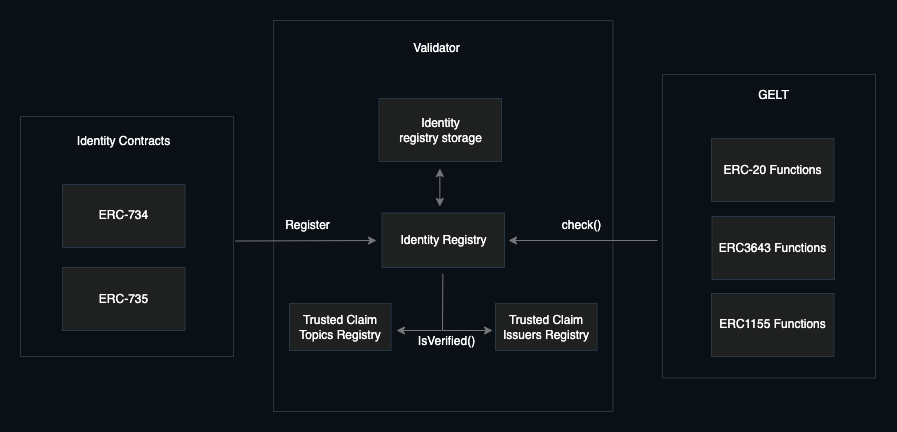 Validator
GELT
Identity Contracts
Identity
registry storage
ERC-734
ERC-735
Register
Identity Registry
check()
Trusted Claim
Topics Registry
IsVerified()
Trusted Claim
Issuers Registry
ERC-20 Functions
ERC3643 Functions
ERC1155 Functions